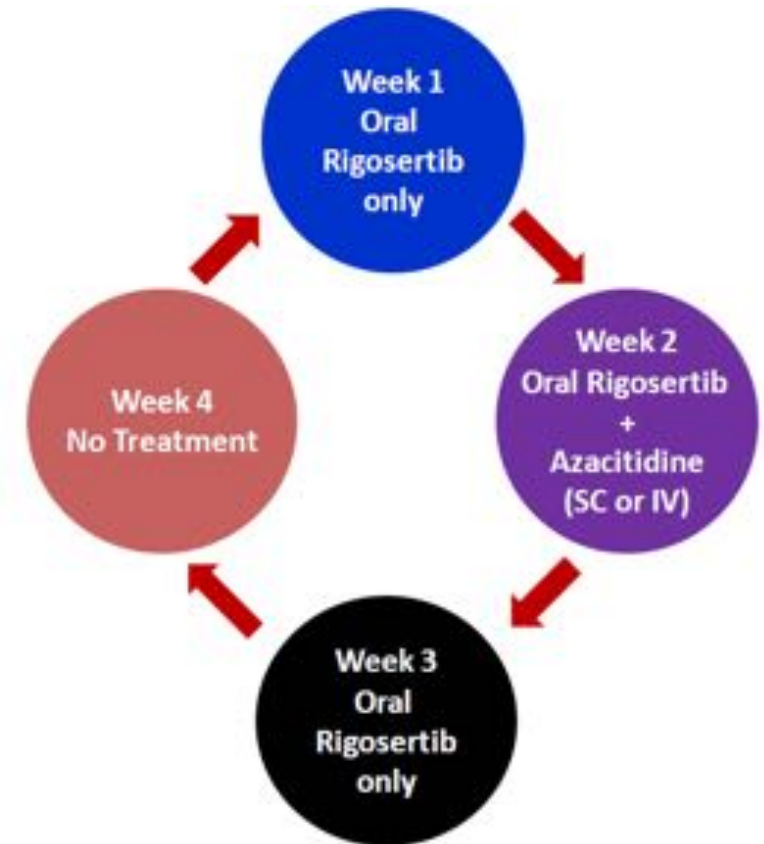 Week 1
Oral
Rigosertib
only
Week 2
Oral Rigosertib
+
Azacitidine
(SC or IV)
Week 3
Oral
Rigosertib
only
Week 4
No Treatment